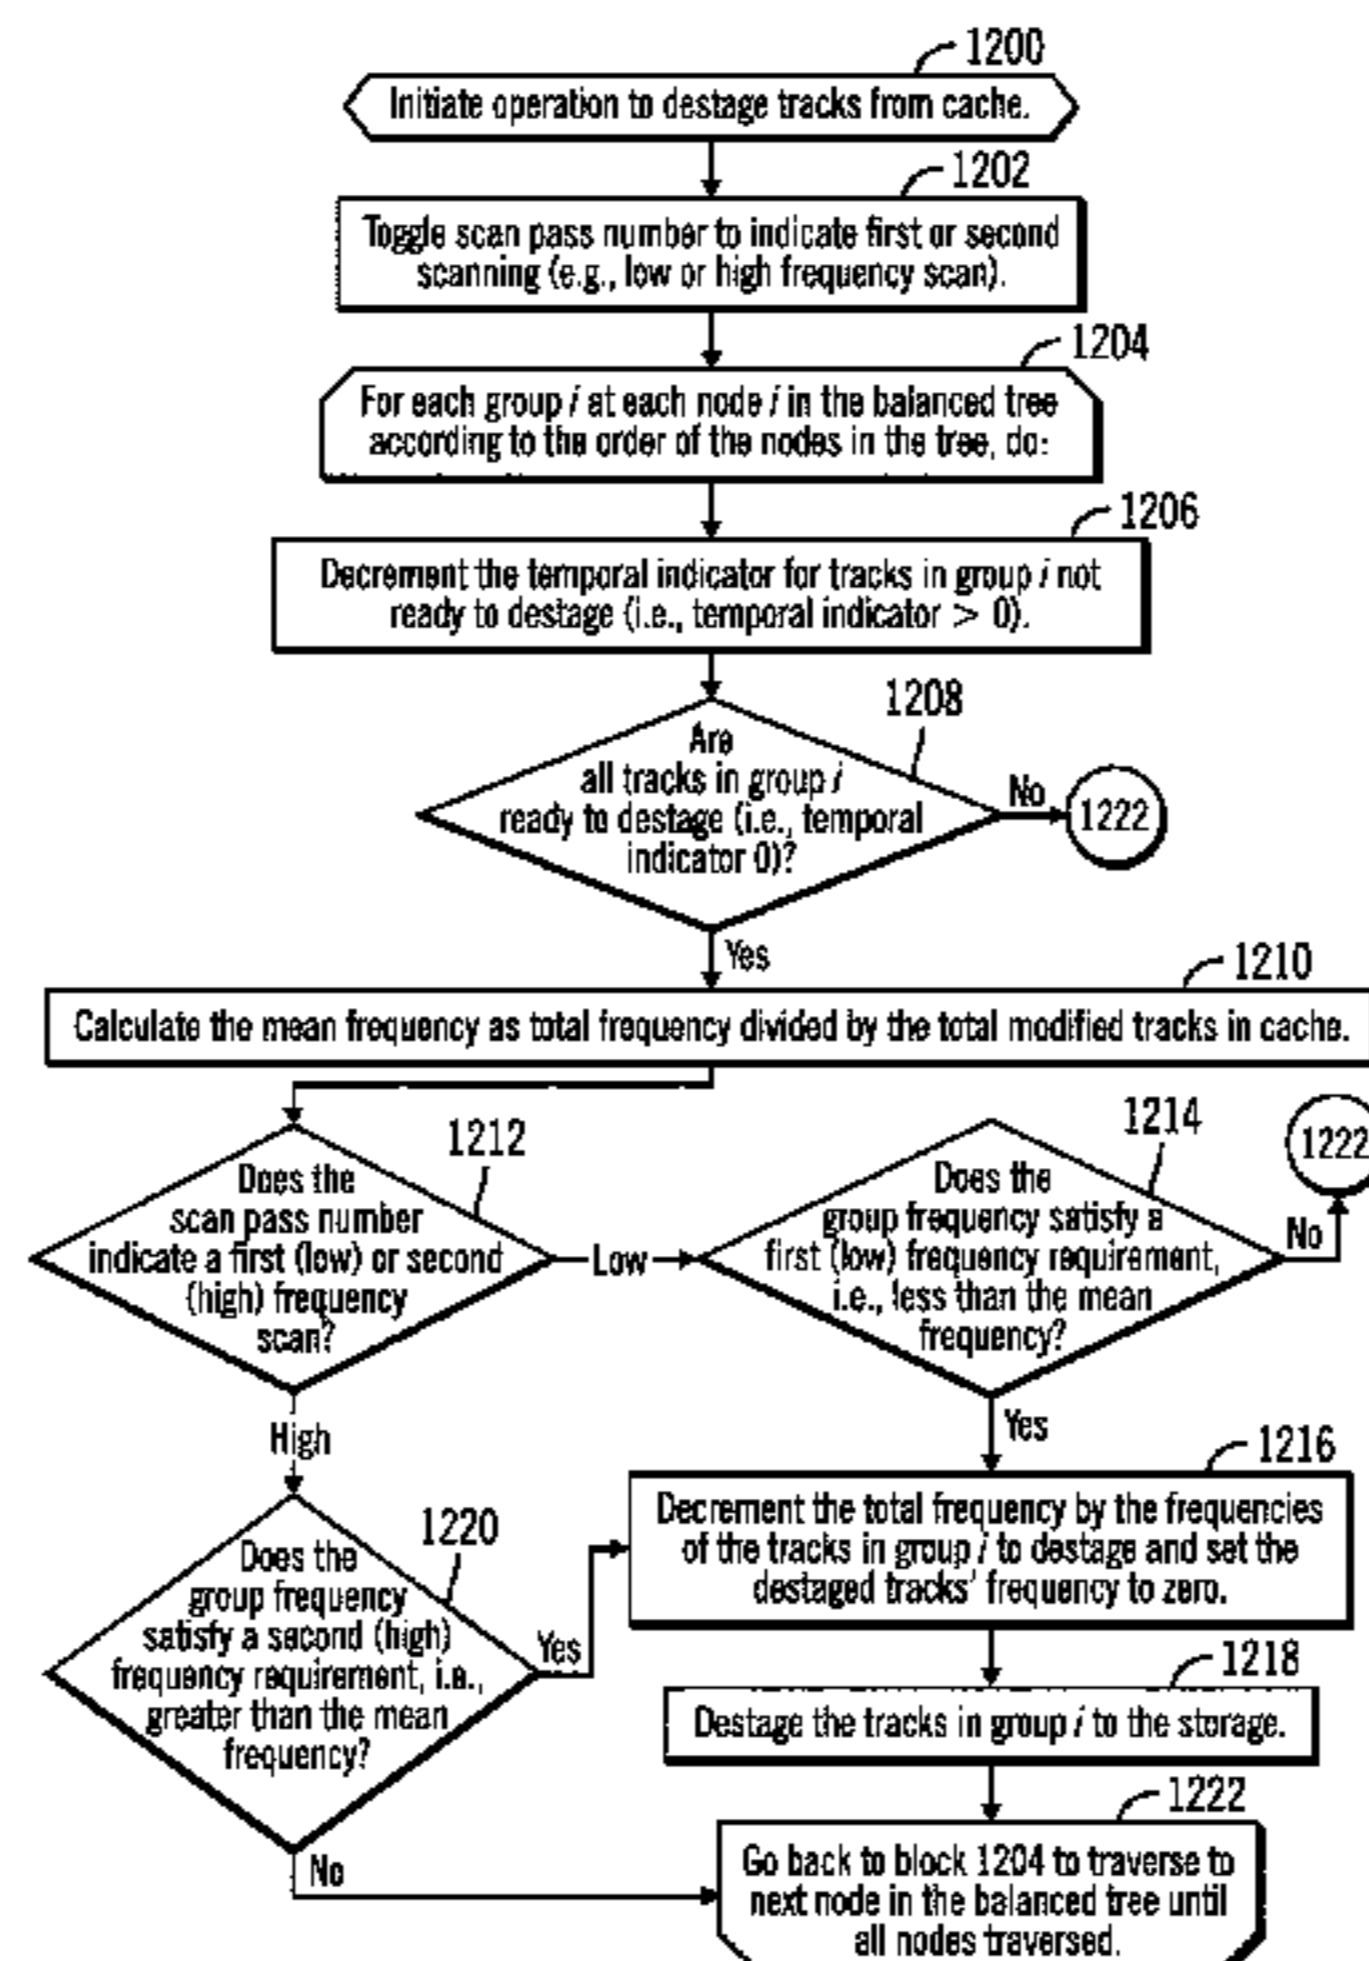 1200
Initiate operation to destage tracks from cache.
1202
Toggle scan pass number to indicate first or second
scanning (e.g., low or high frequency scan).
1204
For each group i at each node i in the balanced tree
according to the order of the nodes in the tree, do:
1206
Decrement the temporal indicator for tracks in group i not
ready to destage (i.e., temporal indicator > 0).
1208
Are
all tracks in group i
ready to destage (i.e., temporal
indicator 0)?
No
1222
Yes
1210
Calculate the mean frequency as total frequency divided by the total modified tracks in cache.
1212
Does the
scan pass number
indicate a first (low) or second
(high) frequency
scan?
Low
1214
Does the
group frequency satisfy a
first (low) frequency requirement,
i.e., less than the mean
frequency?
No
1222
High
Yes
1216
Decrement the total frequency by the frequencies
of the tracks in group i to destage and set the
destaged tracks' frequency to zero.
1220
Does the
group frequency
satisfy a second (high)
frequency requirement, i.e.,
greater than the mean
frequency?
Yes
No
1218
Destage the tracks in group i to the storage.
1222
Go back to block 1204 to traverse to
next node in the balanced tree until
all nodes traversed.